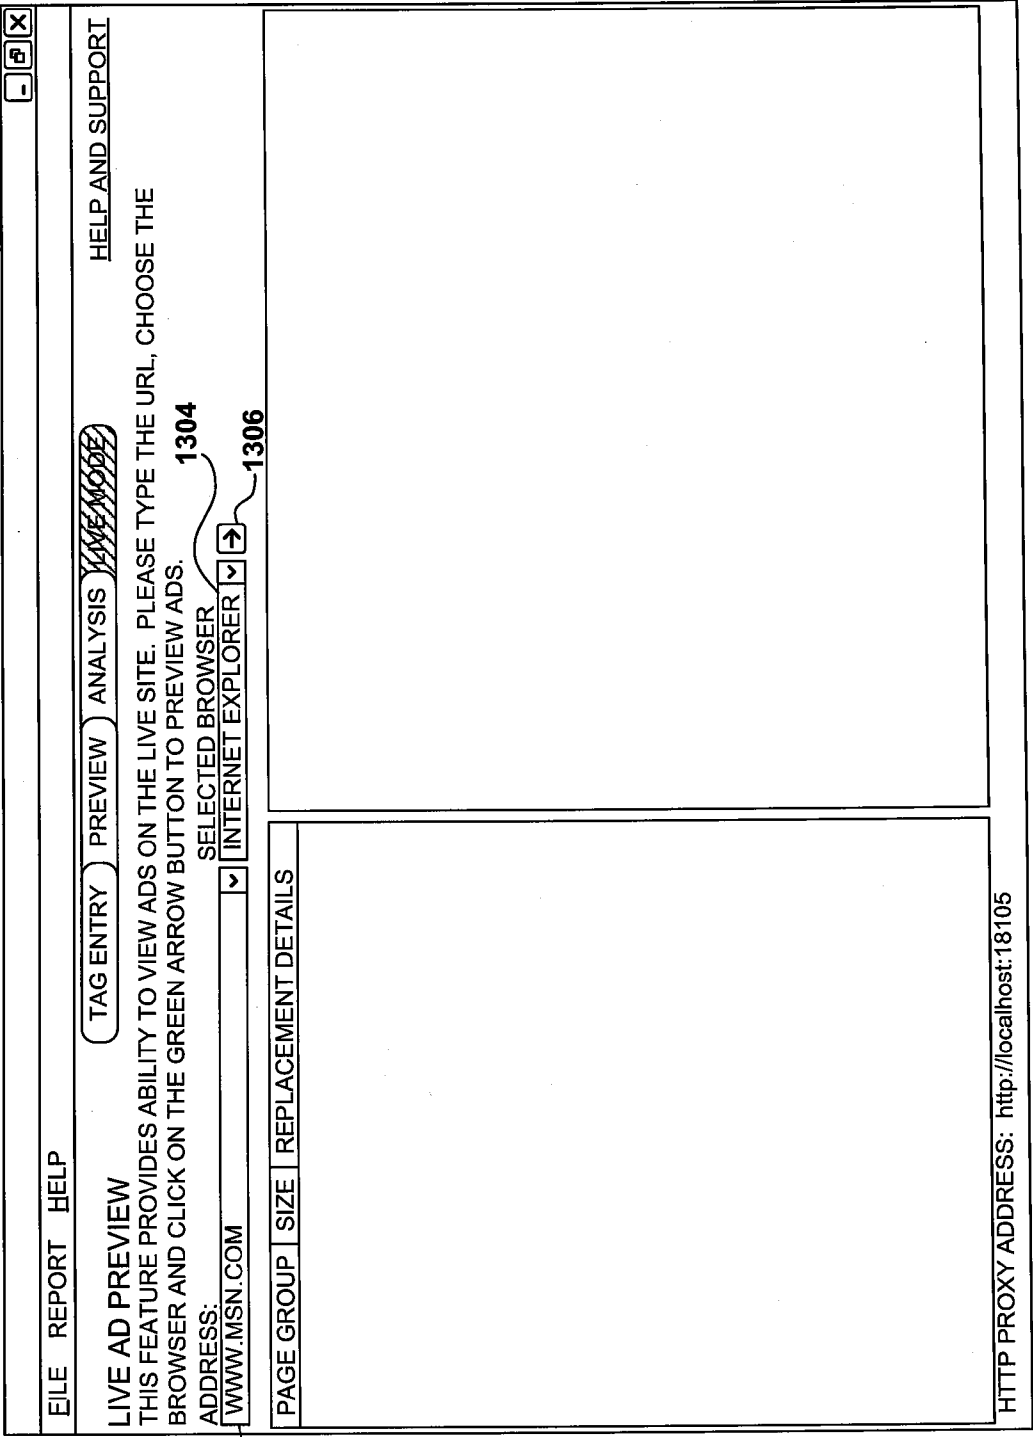 FILE REPORT HELP
TAG ENTRY PREVIEW ANALYSIS LIVE MODE
HELP AND SUPPORT
LIVE AD PREVIEW
THIS FEATURE PROVIDES ABILITY TO VIEW ADS ON THE LIVE SITE. PLEASE TYPE THE URL, CHOOSE THE
BROWSER AND CLICK ON THE GREEN ARROW BUTTON TO PREVIEW ADS.
1304
ADDRESS:
SELECTED BROWSER
WWW.MSN.COM
INTERNET EXPLORER
1306
PAGE GROUP SIZE REPLACEMENT DETAILS
HTTP PROXY ADDRESS: http://localhost:18105